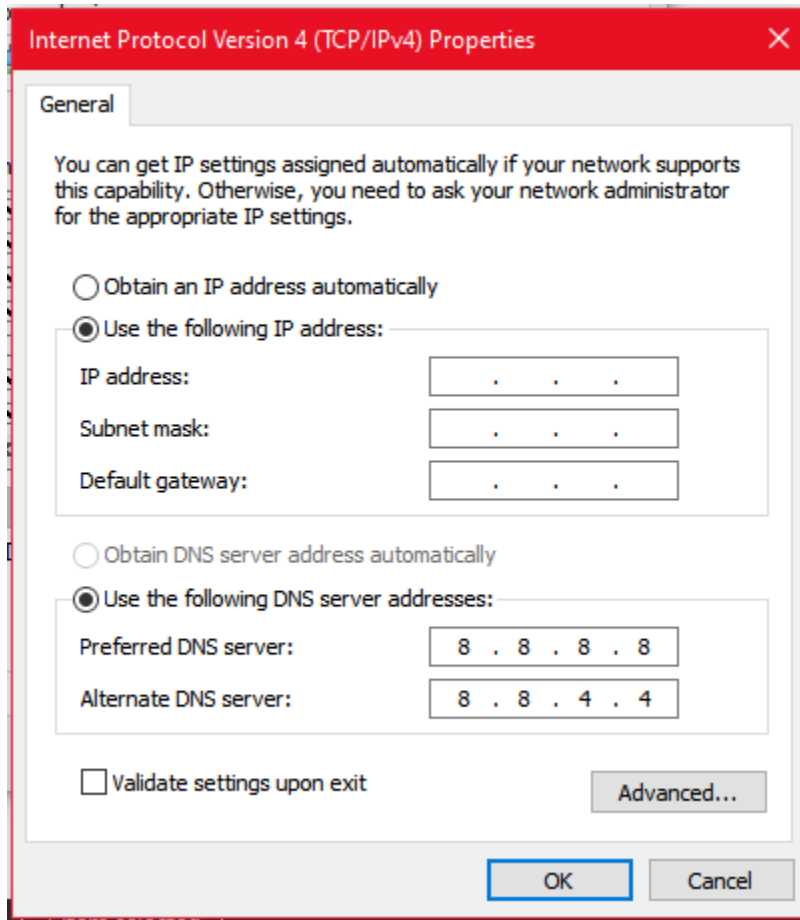 Internet Protocol Version 4 (TCP/IPv4) Properties
General
You can get IP settings assigned automatically if your network supports
this capability. Otherwise, you need to ask your network administrator
for the appropriate IP settings.
Obtain an IP address automatically
Use the following IP address:
IP address: . . .
Subnet mask: . . .
Default gateway: . . .
Obtain DNS server address automatically
Use the following DNS server addresses:
Preferred DNS server: 8 . 8 . 8 . 8
Alternate DNS server: 8 . 8 . 4 . 4
Validate settings upon exit
Advanced...
OK Cancel